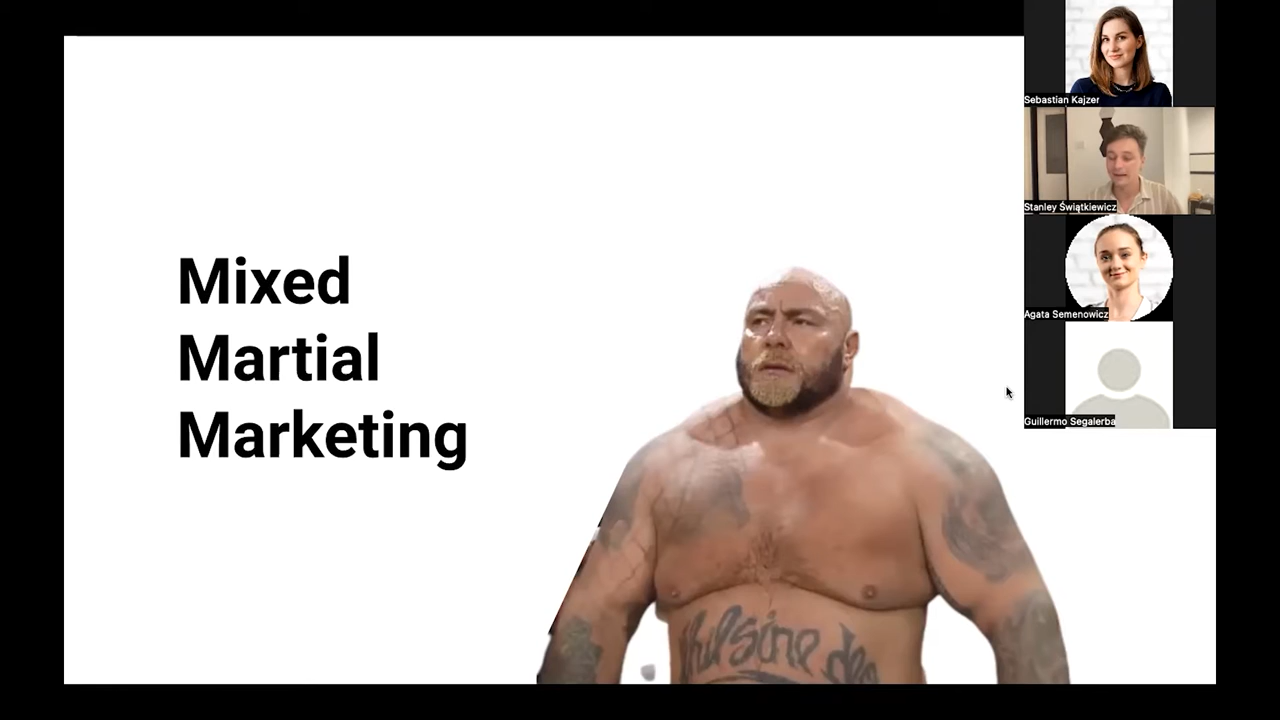 Mixed
Martial
Marketing
Sebastian Kajzer
Stanley Świątkiewicz
Agata Semenowicz
Guillermo Segalerba